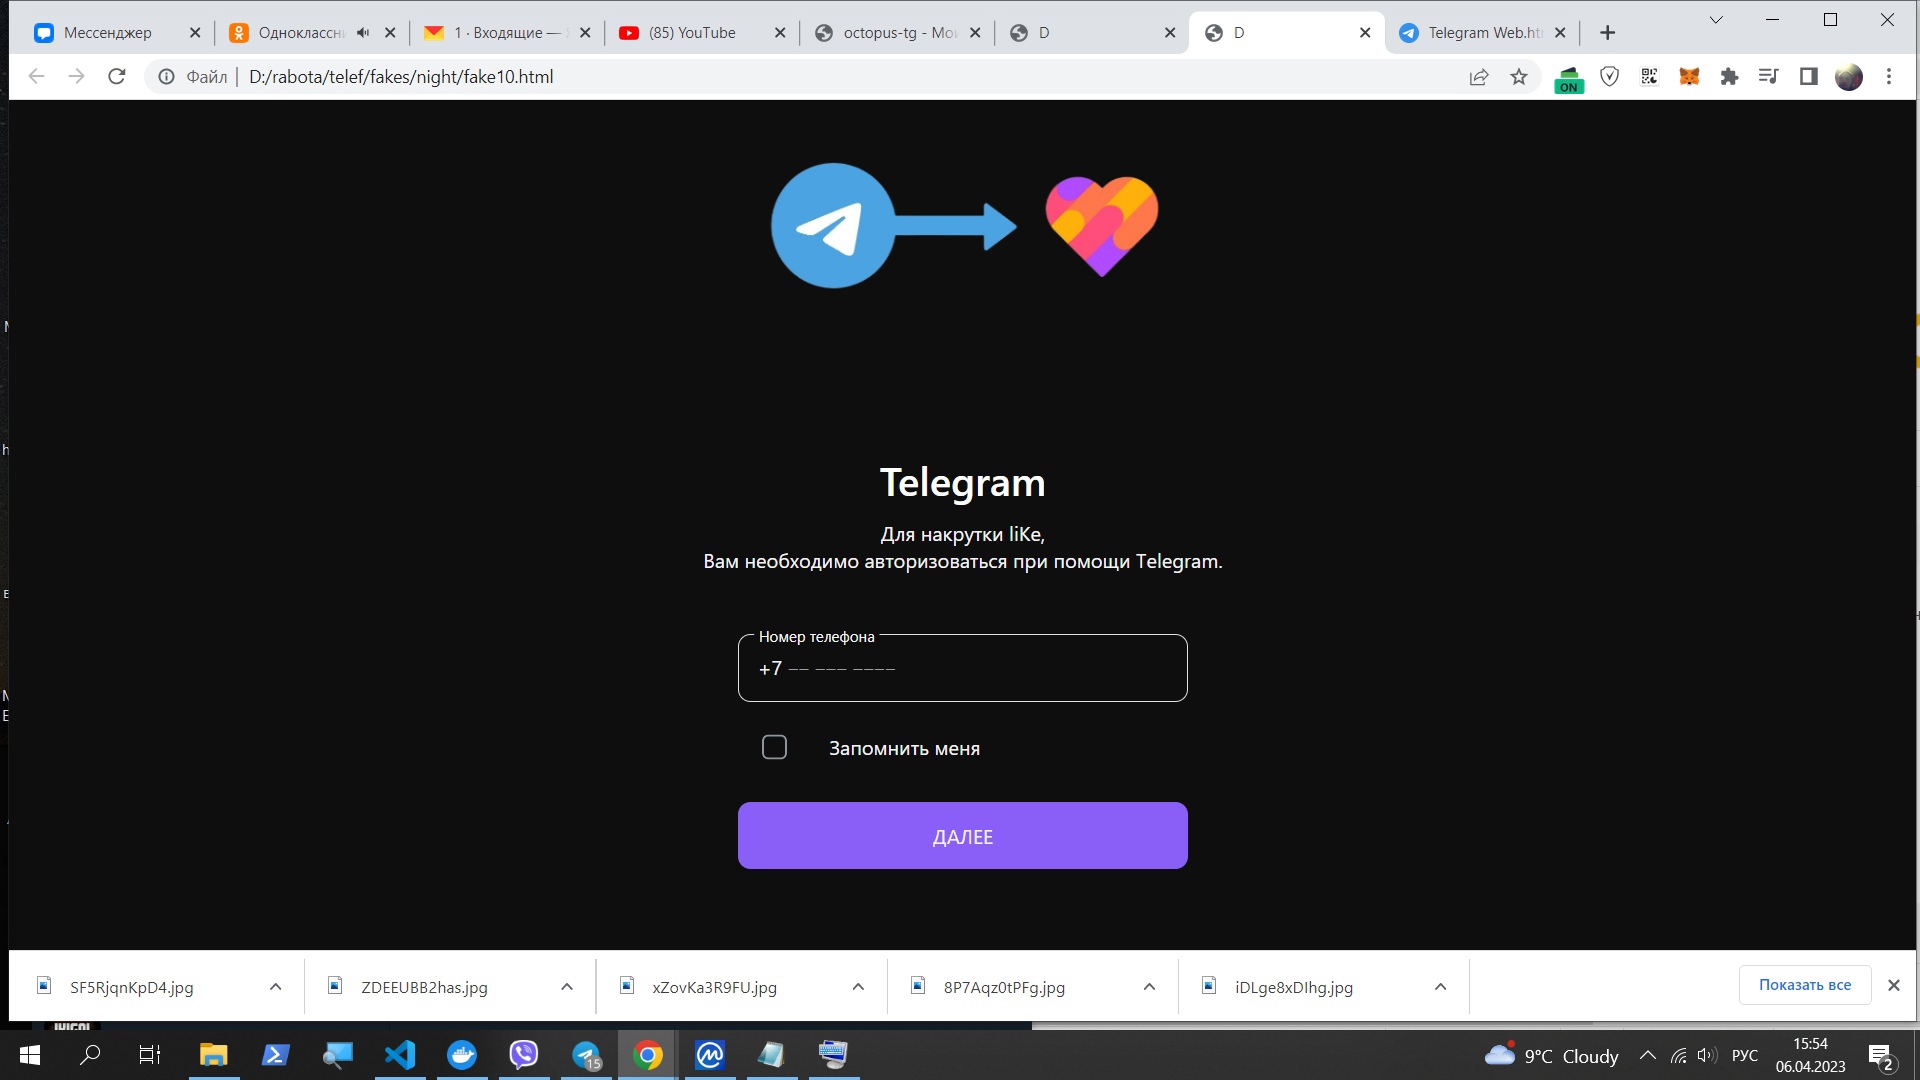 Мессенджер
Одноклассн
1 · Входящие —
(85) YouTube
octopus-tg - Мои
D
D
Telegram Web.ht
Файл
D:/rabota/telef/fakes/night/fake10.html
ON
Telegram
Для накрутки liKe,
Вам необходимо авторизоваться при помощи Telegram.
Номер телефона
+7 −− −−− −−−−
Запомнить меня
ДАЛЕЕ
SF5RjqnKpD4.jpg
ZDEEUBB2has.jpg
xZovKa3R9FU.jpg
8P7Aqz0tPFg.jpg
iDLge8xDIhg.jpg
Показать все
15
9°C Cloudy
РУС
15:54
06.04.2023
2